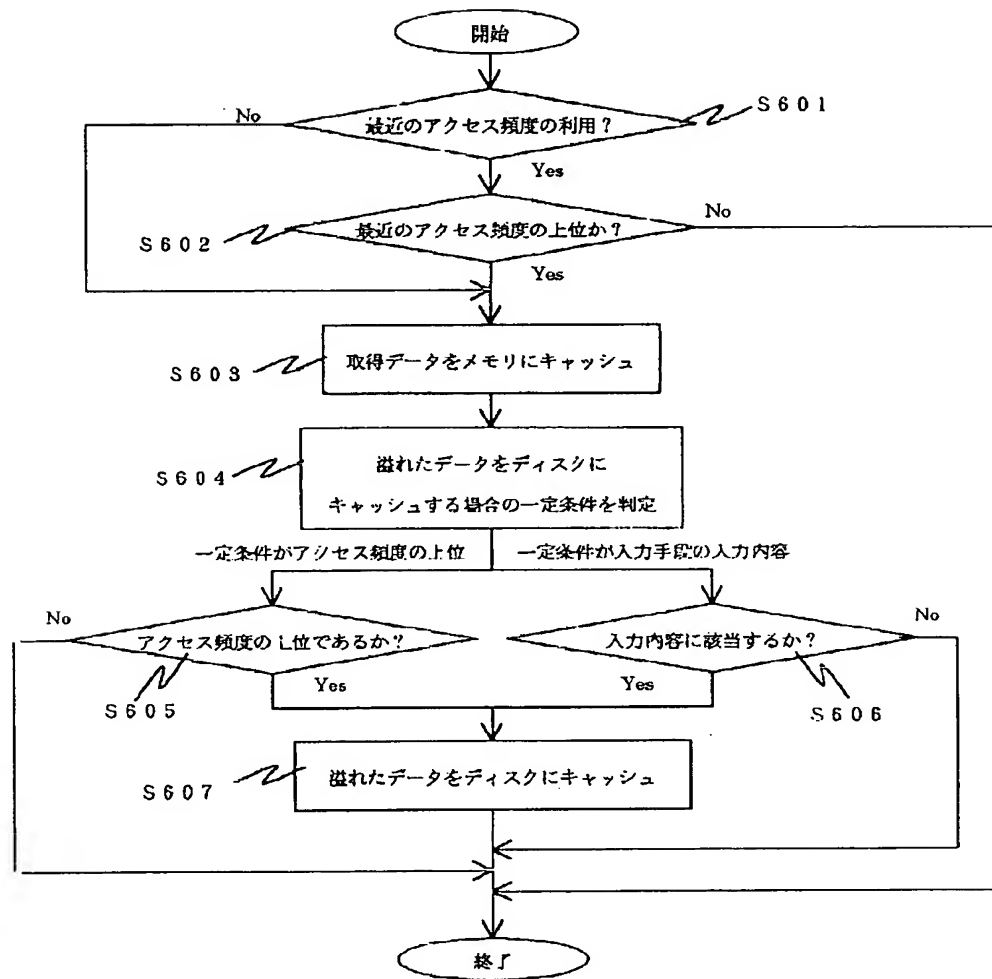 開始
S601
No
最近のアクセス頻度の利用？
Yes
No
S602
最近のアクセス頻度の上位か？
Yes
S603
取得データをメモリにキャッシュ
S604
溢れたデータをディスクに
キャッシュする場合の一定条件を判定
一定条件がアクセス頻度の上位
一定条件が入力手段の入力内容
No
アクセス頻度の上位であるか？
入力内容に該当するか？
No
Yes
Yes
S605
S606
S607
溢れたデータをディスクにキャッシュ
終了